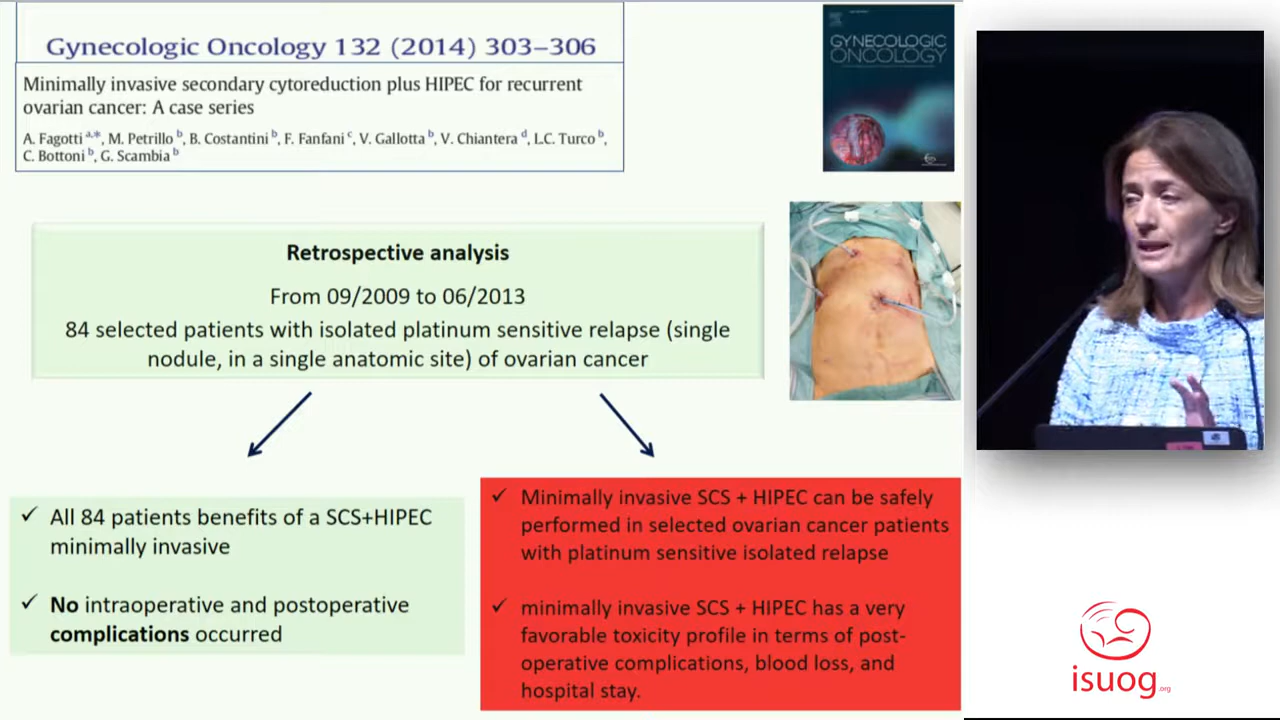 Gynecologic Oncology 132 (2014) 303–306
Minimally invasive secondary cytoreduction plus HIPEC for recurrent
ovarian cancer: A case series
A. Fagotti a,*, M. Petrillo b, B. Costantini b, F. Fanfani c, V. Gallotta b, V. Chiantera d, L.C. Turco b,
C. Bottoni b, G. Scambia b
GYNECOLOGIC
ONCOLOGY
Retrospective analysis
From 09/2009 to 06/2013
84 selected patients with isolated platinum sensitive relapse (single
nodule, in a single anatomic site) of ovarian cancer
✓ All 84 patients benefits of a SCS+HIPEC
minimally invasive
✓ No intraoperative and postoperative
complications occurred
✓ Minimally invasive SCS + HIPEC can be safely
performed in selected ovarian cancer patients
with platinum sensitive isolated relapse
✓ minimally invasive SCS + HIPEC has a very
favorable toxicity profile in terms of post-
operative complications, blood loss, and
hospital stay.
isuog.org